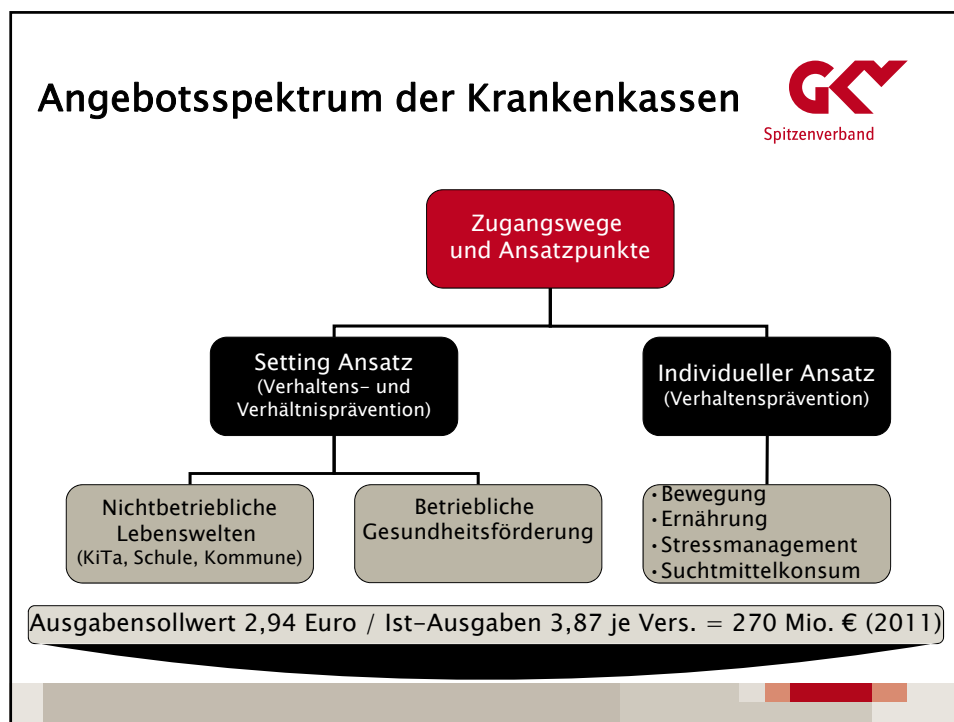 Angebotsspektrum der Krankenkassen
GKV
Spitzenverband
Zugangswege
und Ansatzpunkte
Setting Ansatz
(Verhaltens- und
Verhältnisprävention)
Individueller Ansatz
(Verhaltensprävention)
Nichtbetriebliche
Lebenswelten
(KiTa, Schule, Kommune)
Betriebliche
Gesundheitsförderung
•Bewegung
•Ernährung
•Stressmanagement
•Suchtmittelkonsum
Ausgabensollwert 2,94 Euro / Ist-Ausgaben 3,87 je Vers. = 270 Mio. € (2011)